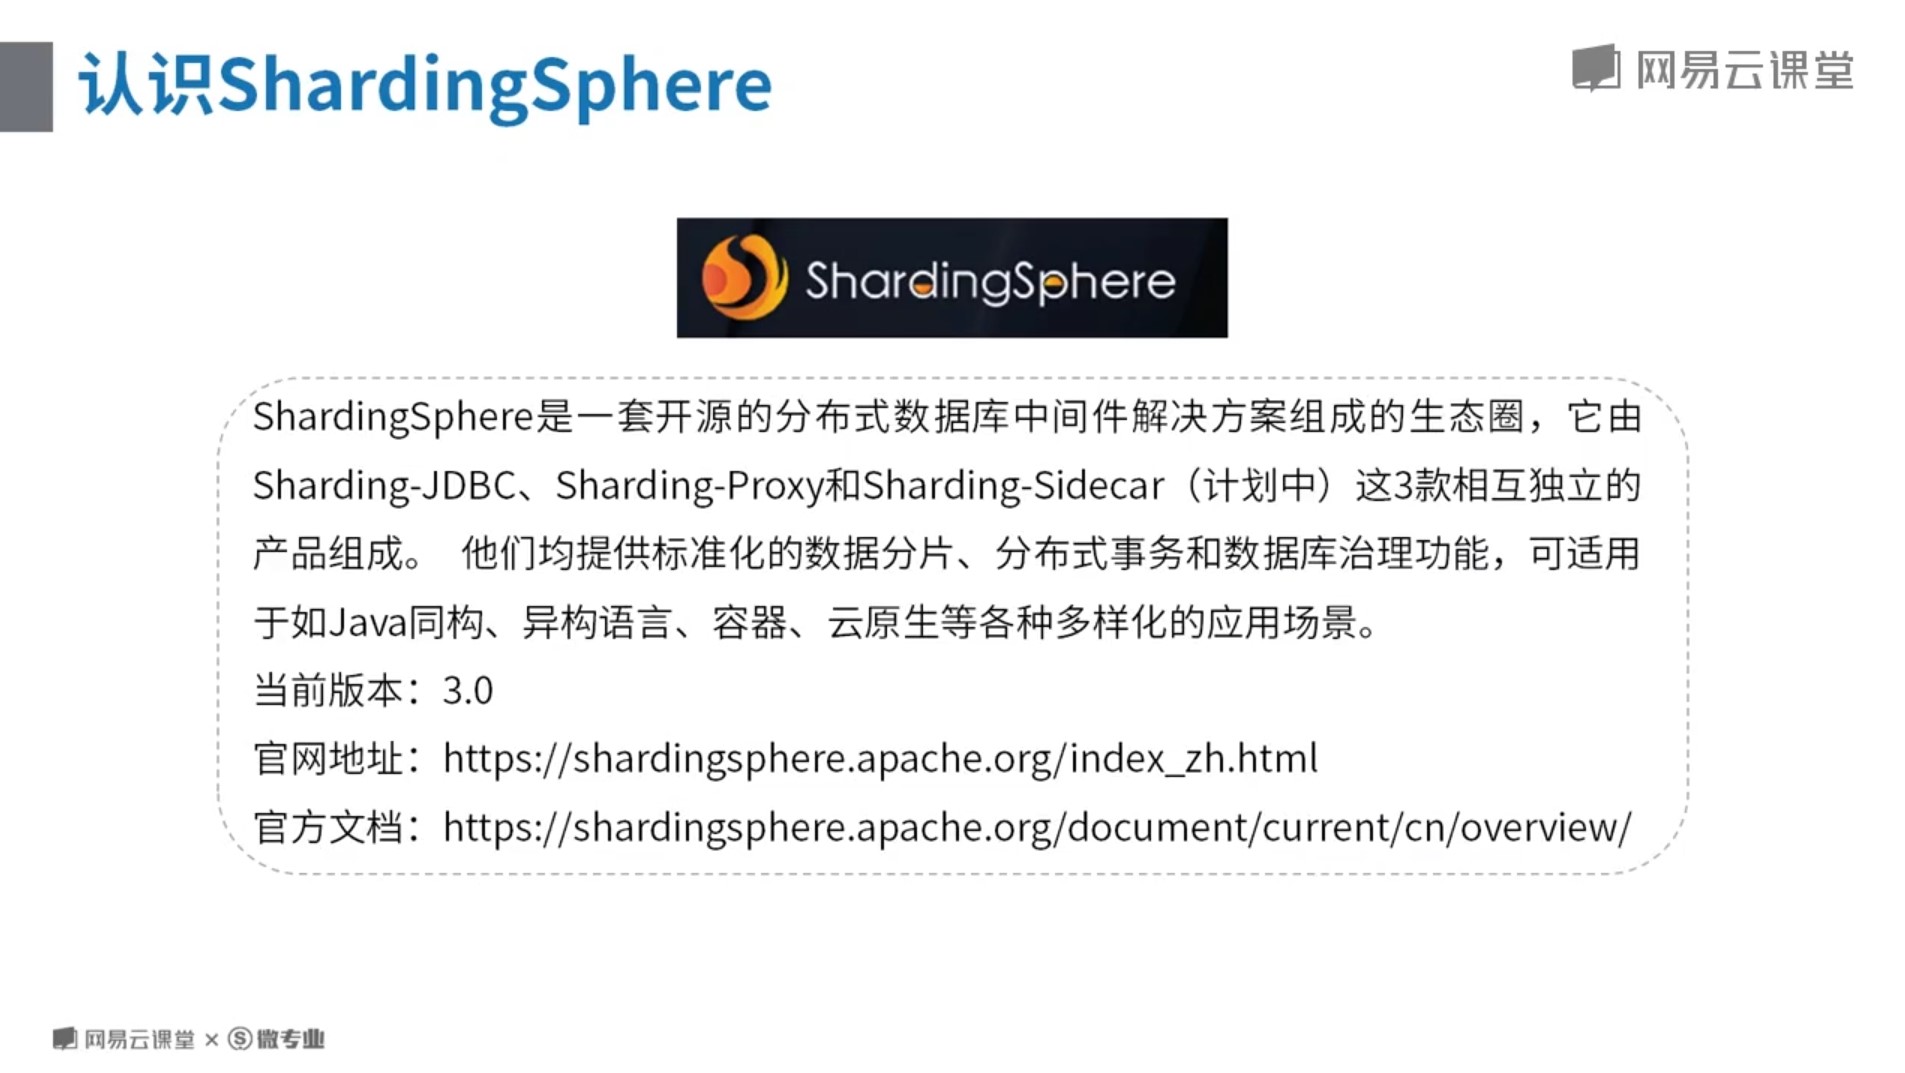 认识ShardingSphere
网易云课堂
ShardingSphere
ShardingSphere是一套开源的分布式数据库中间件解决方案组成的生态圈，它由
Sharding-JDBC、Sharding-Proxy和Sharding-Sidecar（计划中）这3款相互独立的
产品组成。 他们均提供标准化的数据分片、分布式事务和数据库治理功能，可适用
于如Java同构、异构语言、容器、云原生等各种多样化的应用场景。
当前版本：3.0
官网地址：https://shardingsphere.apache.org/index_zh.html
官方文档：https://shardingsphere.apache.org/document/current/cn/overview/
网易云课堂 × Ⓢ微专业